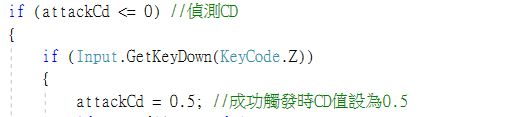 if (attackCd <= 0) //偵測CD
{
if (Input.GetKeyDown(KeyCode.Z))
{
attackCd = 0.5; //成功觸發時CD值設為0.5